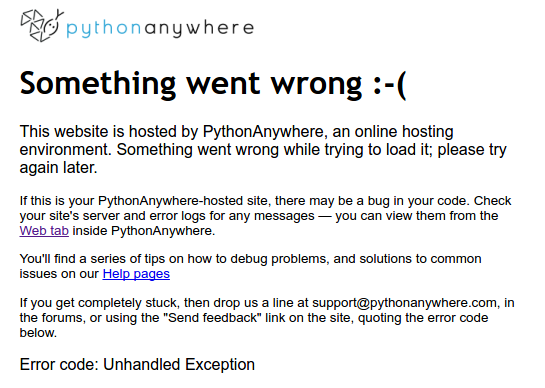 pythonanywhere
Something went wrong :-(
This website is hosted by PythonAnywhere, an online hosting
environment. Something went wrong while trying to load it; please try
again later.
If this is your PythonAnywhere-hosted site, there may be a bug in your code. Check
your site's server and error logs for any messages — you can view them from the
Web tab inside PythonAnywhere.
You'll find a series of tips on how to debug problems, and solutions to common
issues on our Help pages
If you get completely stuck, then drop us a line at support@pythonanywhere.com, in
the forums, or using the "Send feedback" link on the site, quoting the error code
below.
Error code: Unhandled Exception